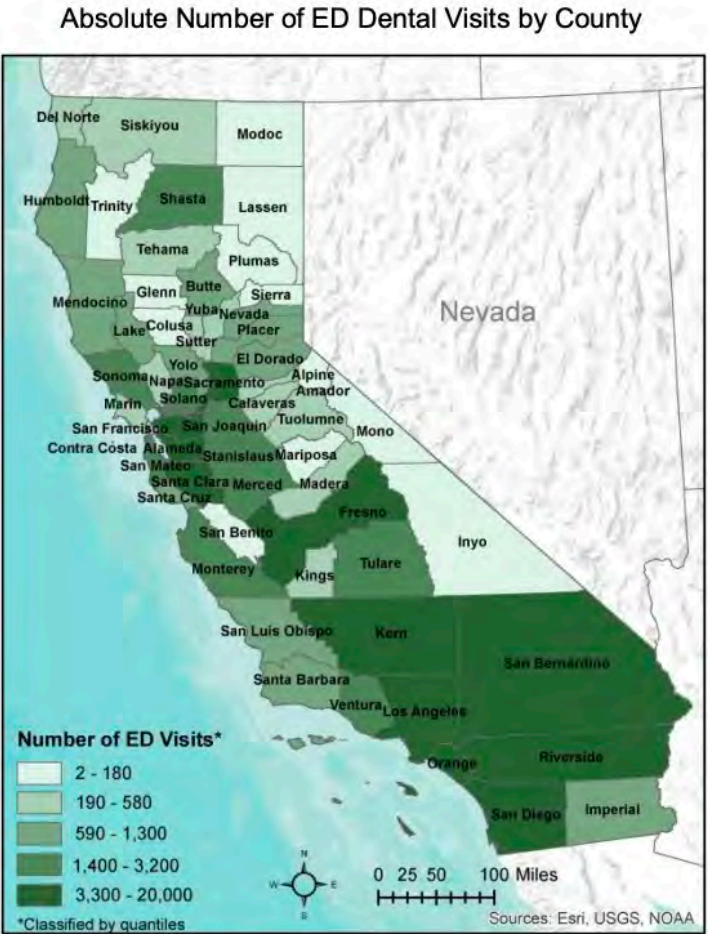 Absolute Number of ED Dental Visits by County
Del Norte
Siskiyou
Modoc
Humboldt
Trinity
Shasta
Lassen
Tehama
Plumas
Glenn
Butte
Sierra
Mendocino
Yuba
Nevada
Lake
Colusa
Placer
Sutter
El Dorado
Sonoma
Napa
Yolo
Sacramento
Alpine
Amador
Marin
Solano
Calaveras
San Francisco
San Joaquin
Tuolumne
Mono
Contra Costa
Alameda
Stanislaus
Mariposa
San Mateo
Santa Clara
Merced
Madera
Santa Cruz
Fresno
San Benito
Inyo
Monterey
Kings
Tulare
San Luis Obispo
Kern
San Bernardino
Santa Barbara
Ventura
Los Angeles
Orange
Riverside
San Diego
Imperial
Nevada
Number of ED Visits*
2 - 180
190 - 580
590 - 1,300
1,400 - 3,200
3,300 - 20,000
*Classified by quantiles
N
W
E
S
0 25 50 100 Miles
Sources: Esri, USGS, NOAA